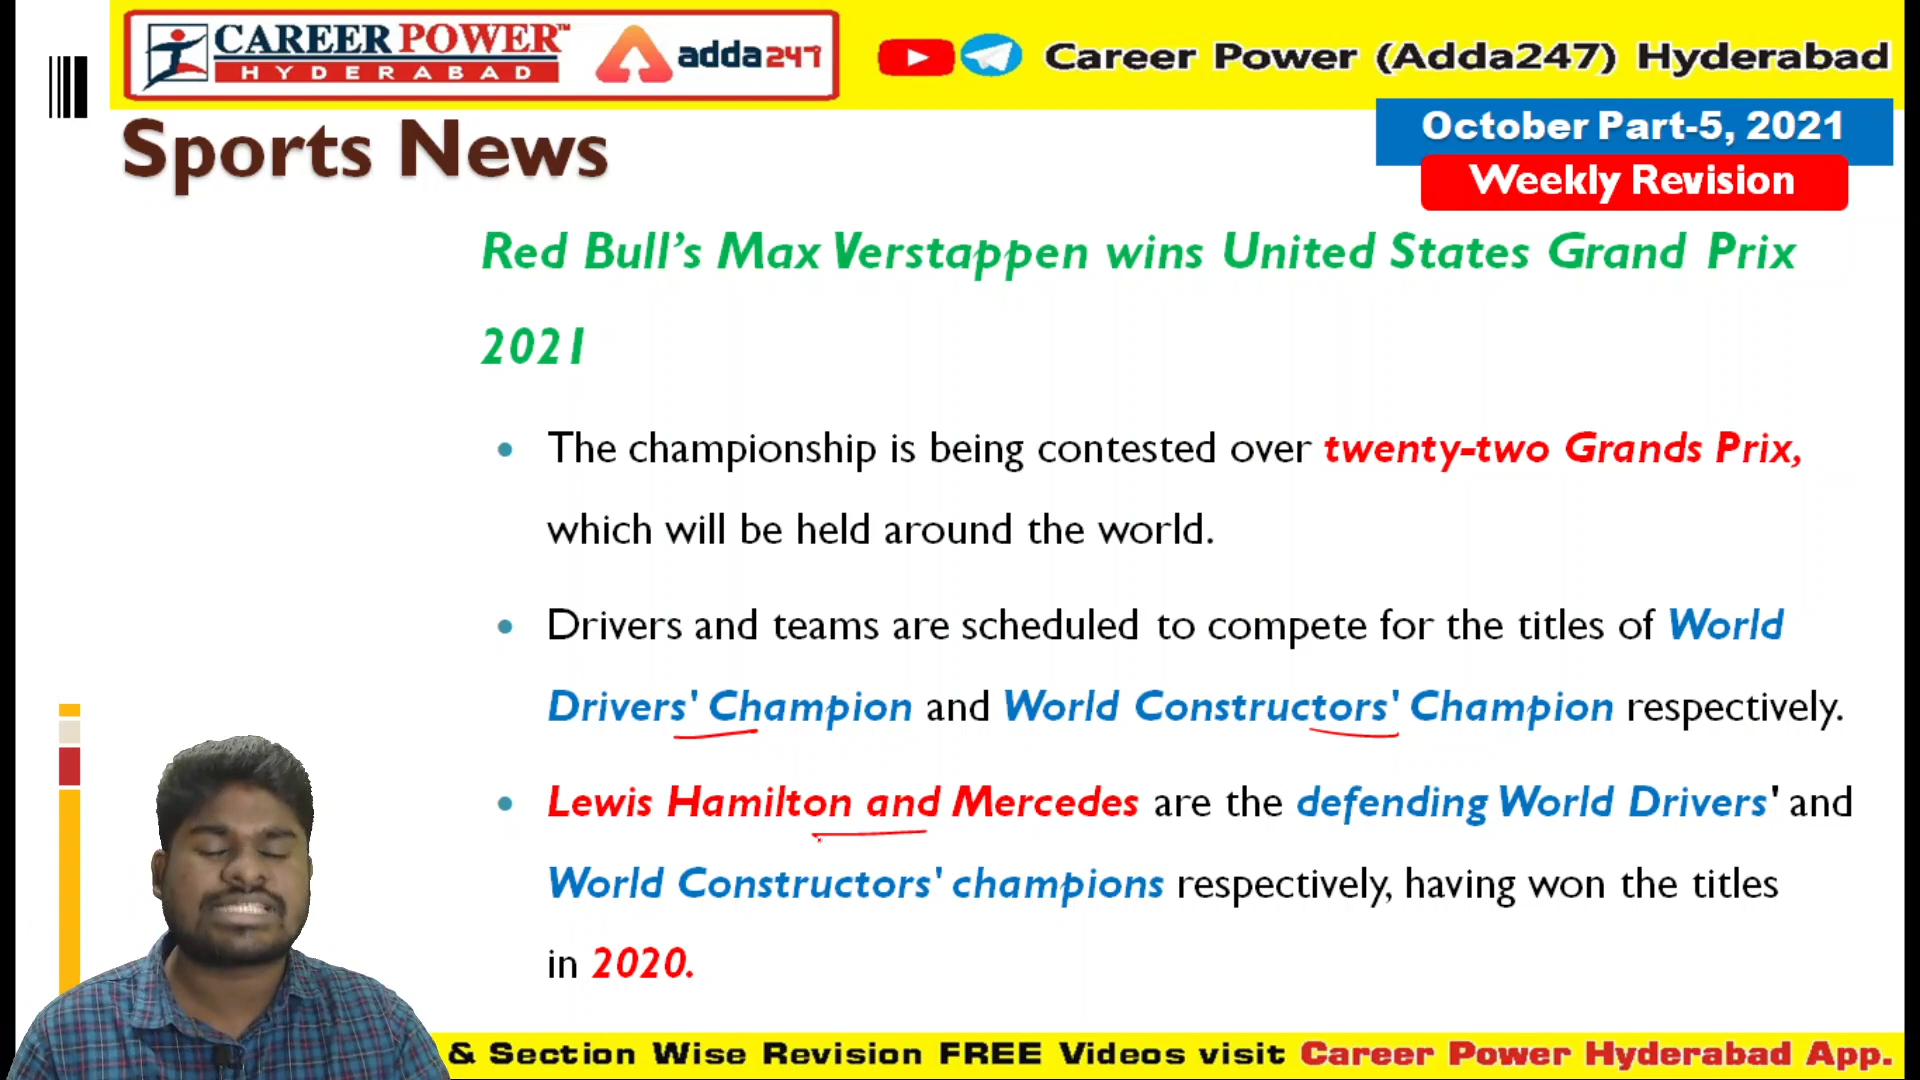 CAREER POWER™
HYDERABAD
adda247
Career Power (Adda247) Hyderabad
Sports News
October Part-5, 2021
Weekly Revision
Red Bull’s Max Verstappen wins United States Grand Prix
2021
• The championship is being contested over twenty-two Grands Prix,
which will be held around the world.
• Drivers and teams are scheduled to compete for the titles of World
Drivers' Champion and World Constructors' Champion respectively.
• Lewis Hamilton and Mercedes are the defending World Drivers' and
World Constructors' champions respectively, having won the titles
in 2020.
& Section Wise Revision FREE Videos visit Career Power Hyderabad App.